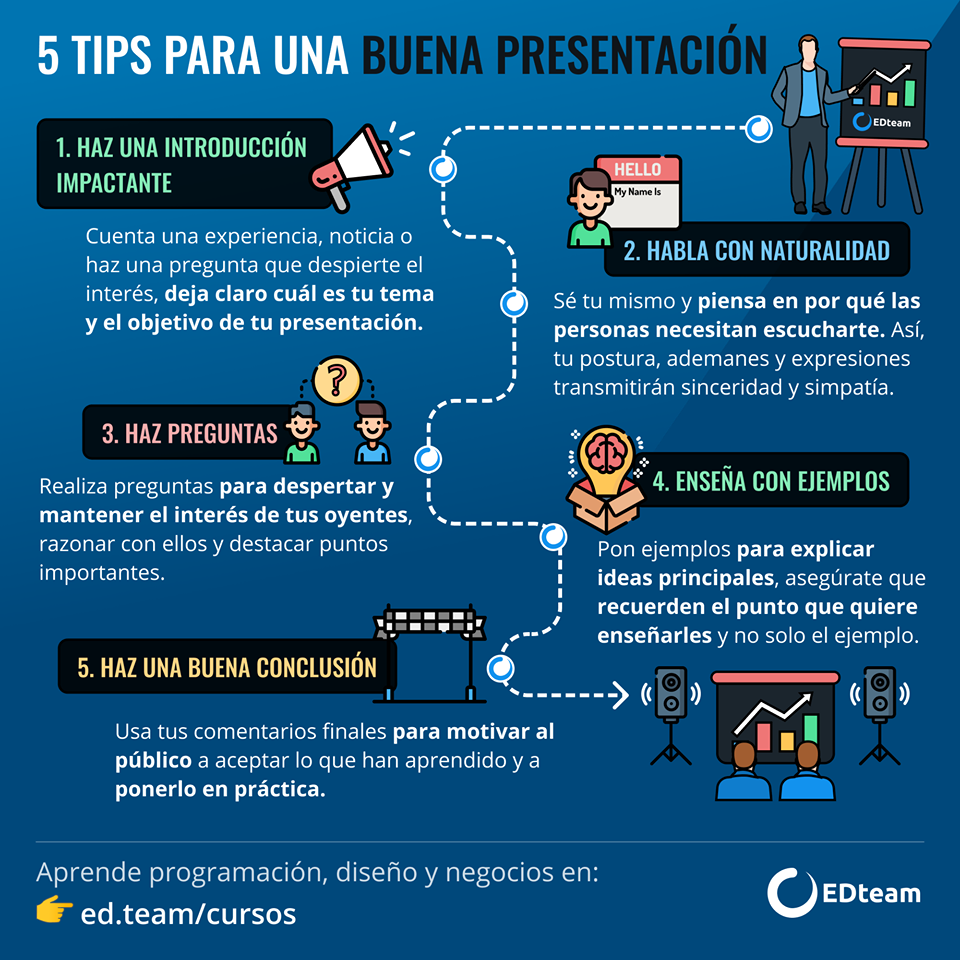 5 TIPS PARA UNA BUENA PRESENTACIÓN
EDteam
1. HAZ UNA INTRODUCCIÓN
IMPACTANTE
Cuenta una experiencia, noticia o
haz una pregunta que despierte el
interés, deja claro cuál es tu tema
y el objetivo de tu presentación.
HELLO
My Name Is
2. HABLA CON NATURALIDAD
Sé tu mismo y piensa en por qué las
personas necesitan escucharte. Así,
tu postura, ademanes y expresiones
transmitirán sinceridad y simpatía.
?
3. HAZ PREGUNTAS
Realiza preguntas para despertar y
mantener el interés de tus oyentes,
razonar con ellos y destacar puntos
importantes.
4. ENSEÑA CON EJEMPLOS
Pon ejemplos para explicar
ideas principales, asegúrate que
recuerden el punto que quiere
enseñarles y no solo el ejemplo.
5. HAZ UNA BUENA CONCLUSIÓN
Usa tus comentarios finales para motivar al
público a aceptar lo que han aprendido y a
ponerlo en práctica.
Aprende programación, diseño y negocios en:
ed.team/cursos
EDteam